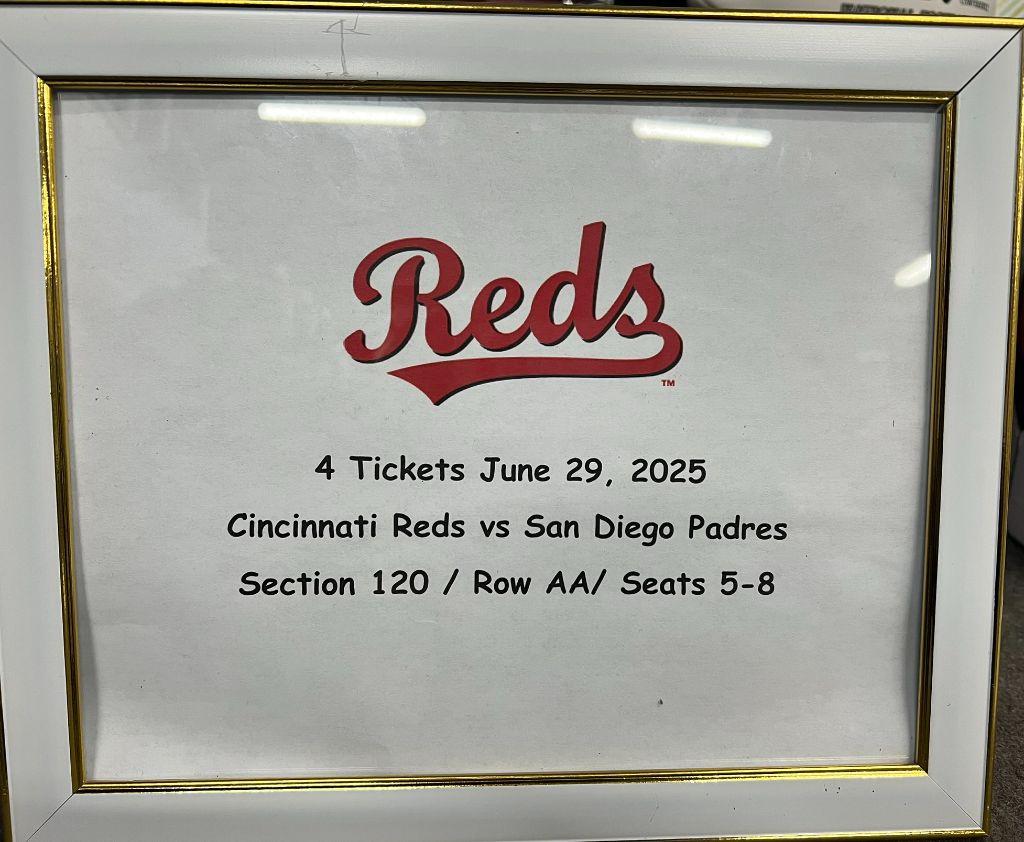 Reds
TM
4 Tickets June 29, 2025
Cincinnati Reds vs San Diego Padres
Section 120 / Row AA/ Seats 5-8